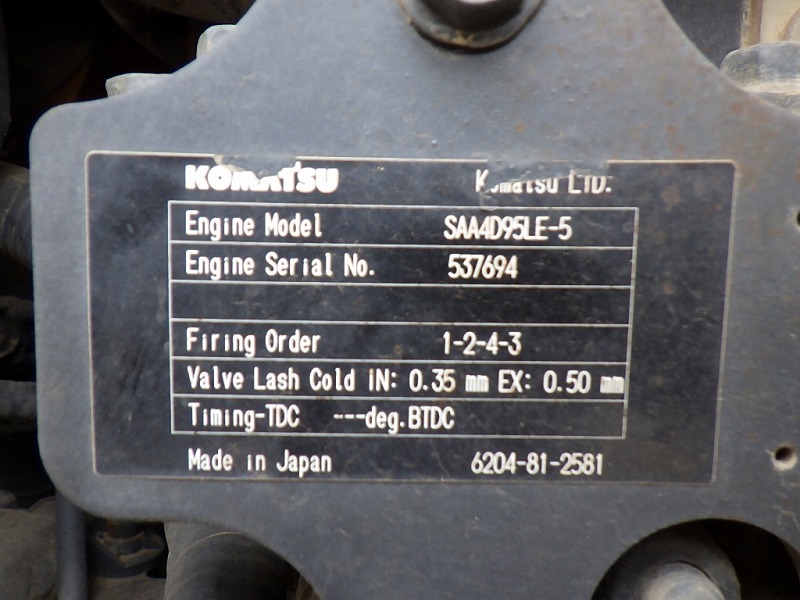 KOMATSU Komatsu LTD.
Engine Model SAA4D95LE-5
Engine Serial No. 537694
Firing Order 1-2-4-3
Valve Lash Cold IN: 0.35 mm EX: 0.50 mm
Timing-TDC ---deg.BTDC
Made in Japan 6204-81-2581